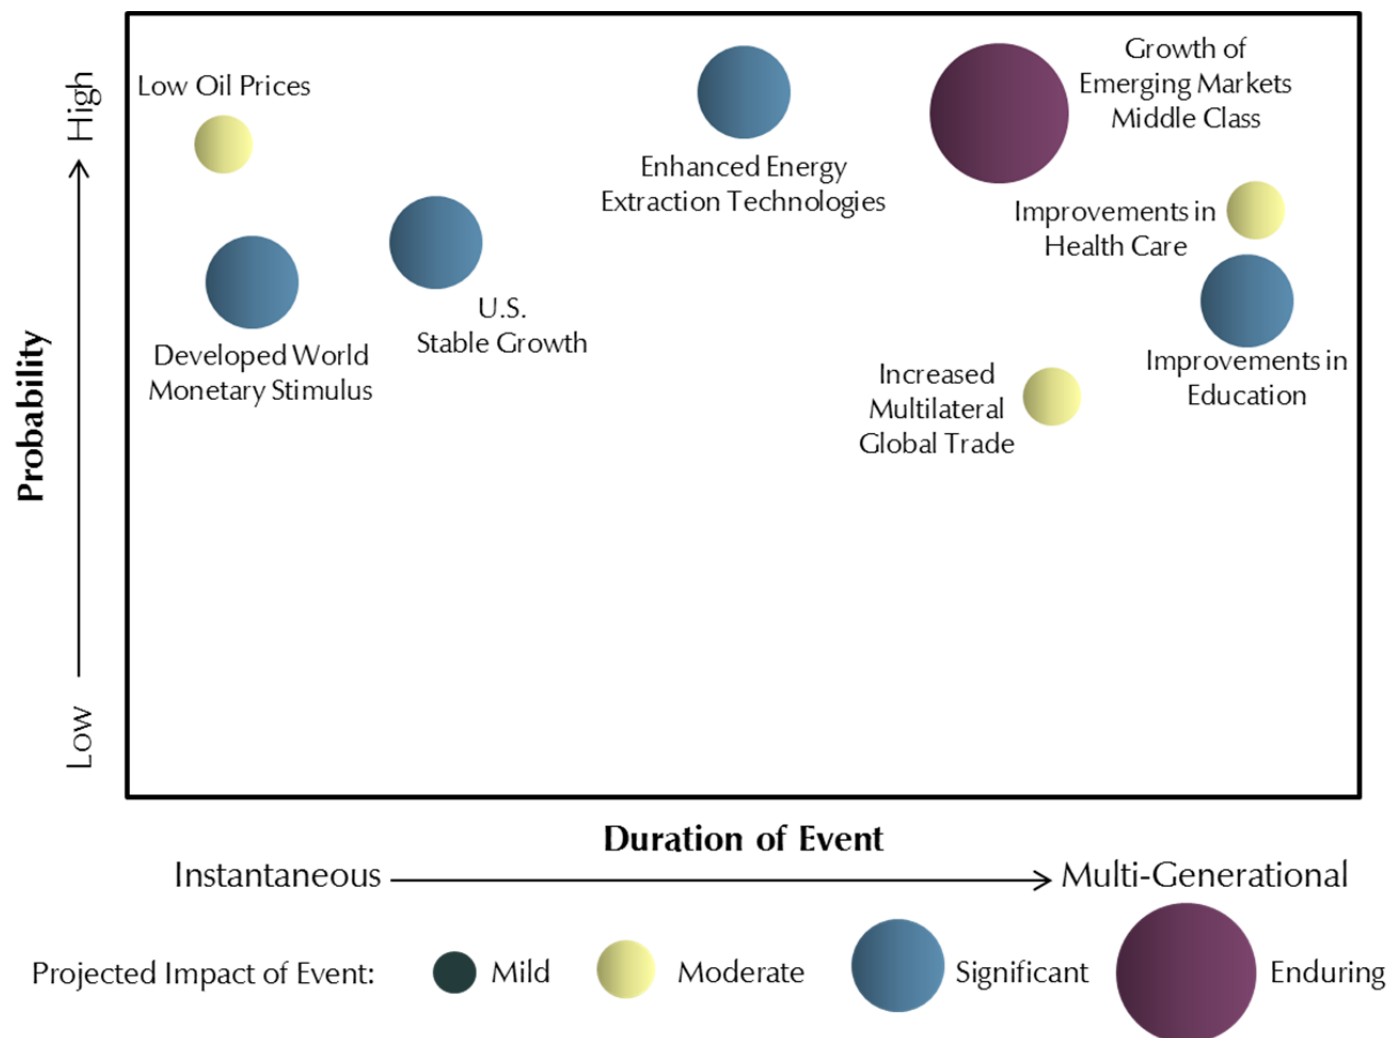 High
Low Oil Prices
Growth of
Emerging Markets
Middle Class
Enhanced Energy
Extraction Technologies
Improvements in
Health Care
U.S.
Stable Growth
Developed World
Monetary Stimulus
Improvements in
Education
Increased
Multilateral
Global Trade
Probability
Low
Duration of Event
Instantaneous
Multi-Generational
Projected Impact of Event:
Mild
Moderate
Significant
Enduring